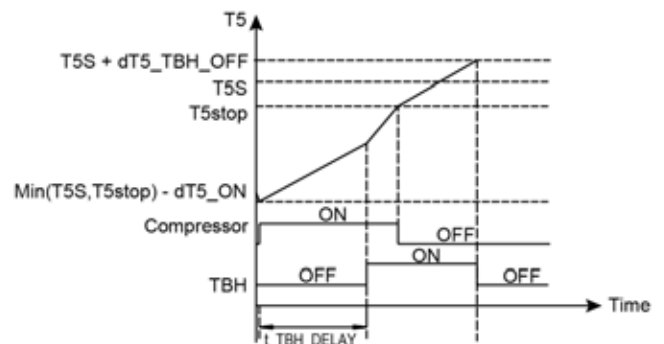 T5
T5S + dT5_TBH_OFF
T5S
T5stop
Min(T5S,T5stop) - dT5_ON
Compressor
ON
OFF
ON
TBH
OFF
OFF
Time
t_TBH_DELAY